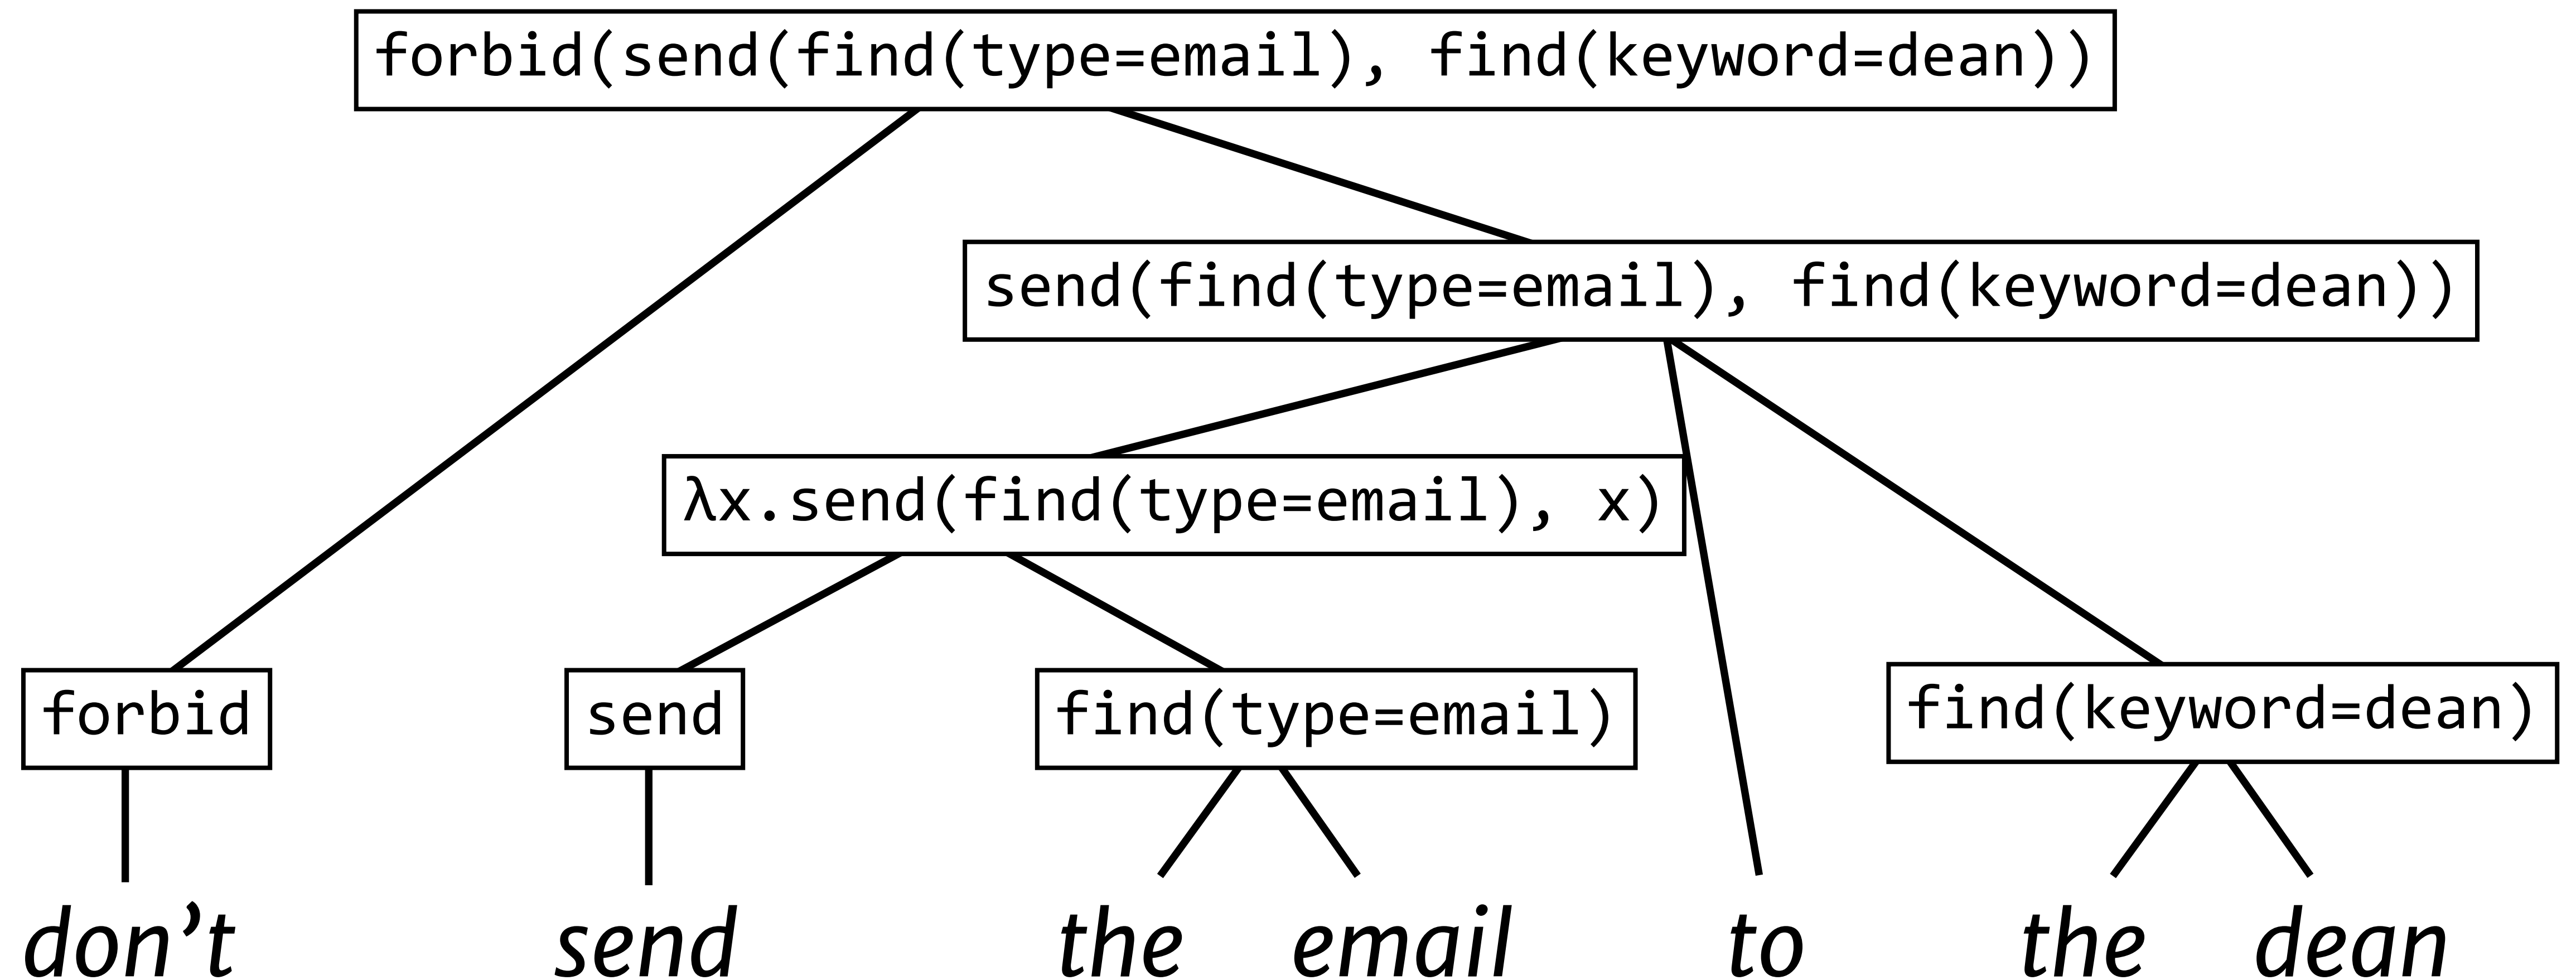 forbid(send(find(type=email), find(keyword=dean))
send(find(type=email), find(keyword=dean))
λx.send(find(type=email), x)
forbid send find(type=email) find(keyword=dean)
don’t send the email to the dean